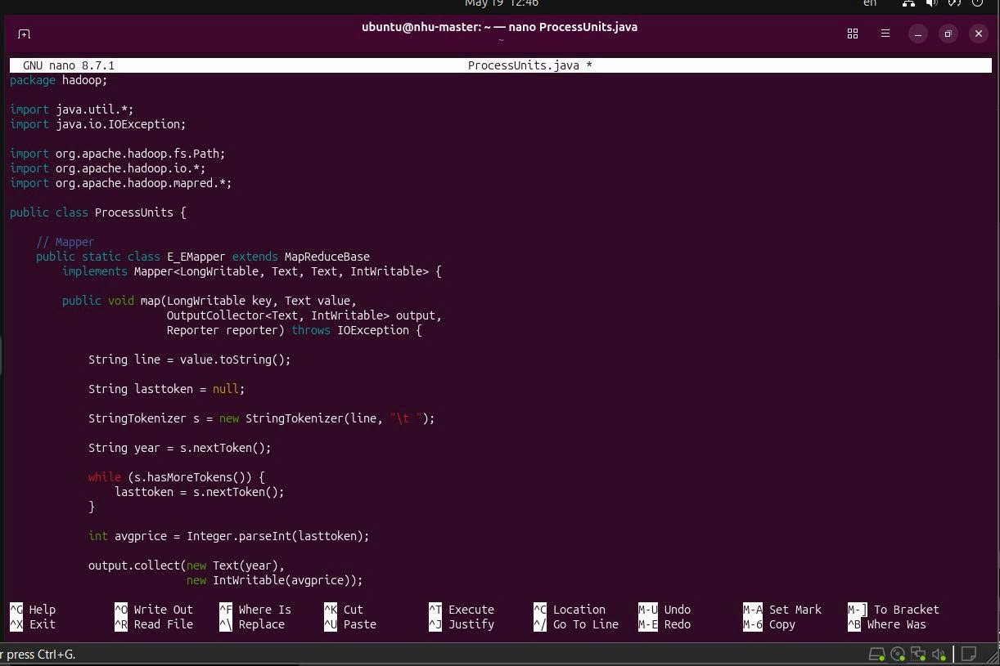 May 19 12:46
en
ubuntu@nhu-master: ~ — nano ProcessUnits.java
~
GNU nano 8.7.1 ProcessUnits.java *
package hadoop;
import java.util.*;
import java.io.IOException;
import org.apache.hadoop.fs.Path;
import org.apache.hadoop.io.*;
import org.apache.hadoop.mapred.*;
public class ProcessUnits {
// Mapper
public static class E_EMapper extends MapReduceBase
implements Mapper<LongWritable, Text, Text, IntWritable> {
public void map(LongWritable key, Text value,
OutputCollector<Text, IntWritable> output,
Reporter reporter) throws IOException {
String line = value.toString();
String lasttoken = null;
StringTokenizer s = new StringTokenizer(line, "\t ");
String year = s.nextToken();
while (s.hasMoreTokens()) {
lasttoken = s.nextToken();
}
int avgprice = Integer.parseInt(lasttoken);
output.collect(new Text(year),
new IntWritable(avgprice));
^G Help ^O Write Out ^F Where Is ^K Cut ^T Execute ^C Location M-U Undo M-A Set Mark M-] To Bracket
^X Exit ^R Read File ^\ Replace ^U Paste ^J Justify ^/ Go To Line M-E Redo M-6 Copy ^B Where Was
r press Ctrl+G.